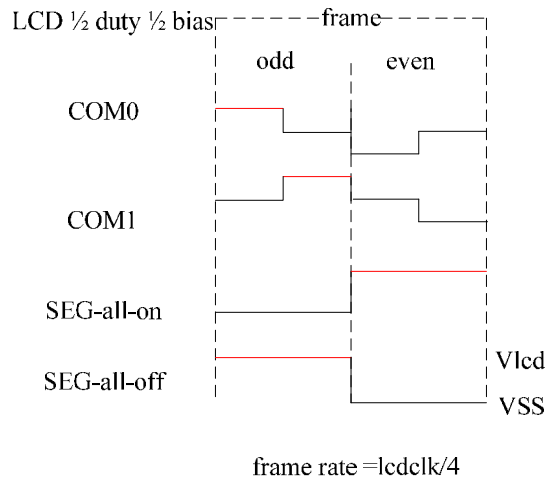 LCD ½ duty ½ bias
frame
odd
even
COM0
COM1
SEG-all-on
SEG-all-off
Vlcd
VSS
frame rate =lcdclk/4